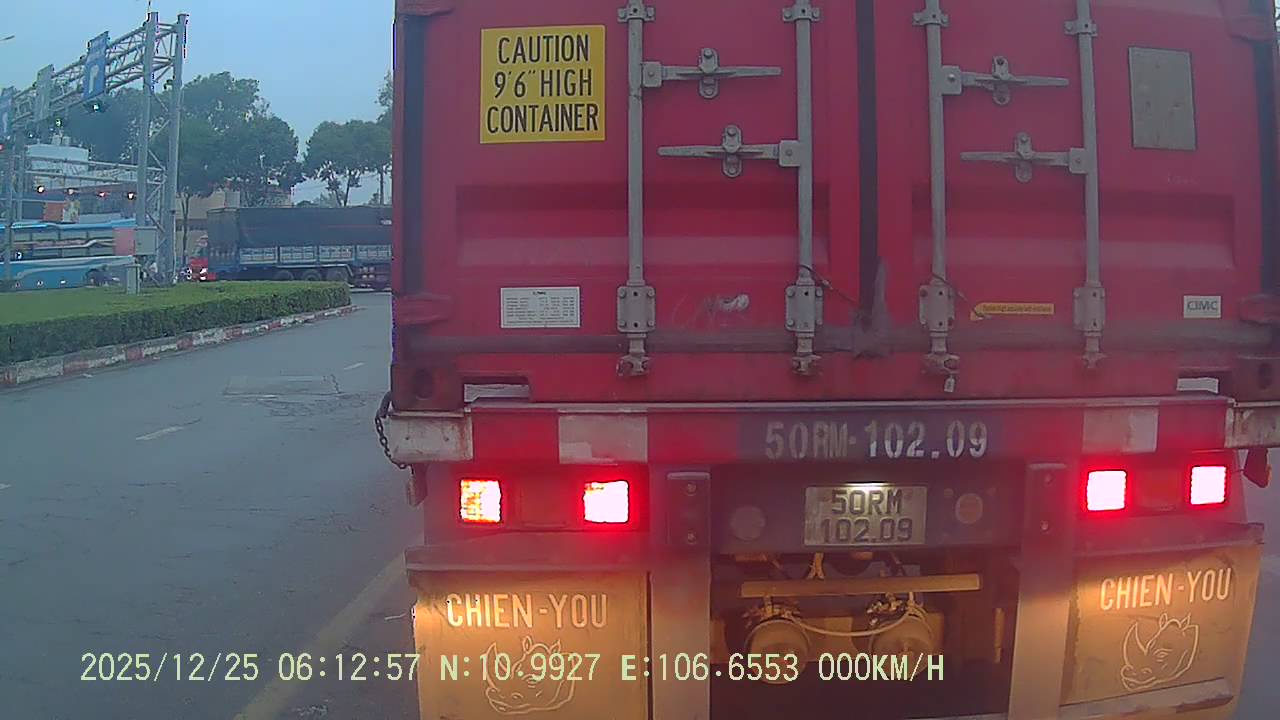 CAUTION
9'6" HIGH
CONTAINER
CIMC
50RM-102.09
50RM
102.09
CHIEN-YOU
CHIEN-YOU
2025/12/25 06:12:57 N:10.9927 E:106.6553 000KM/H